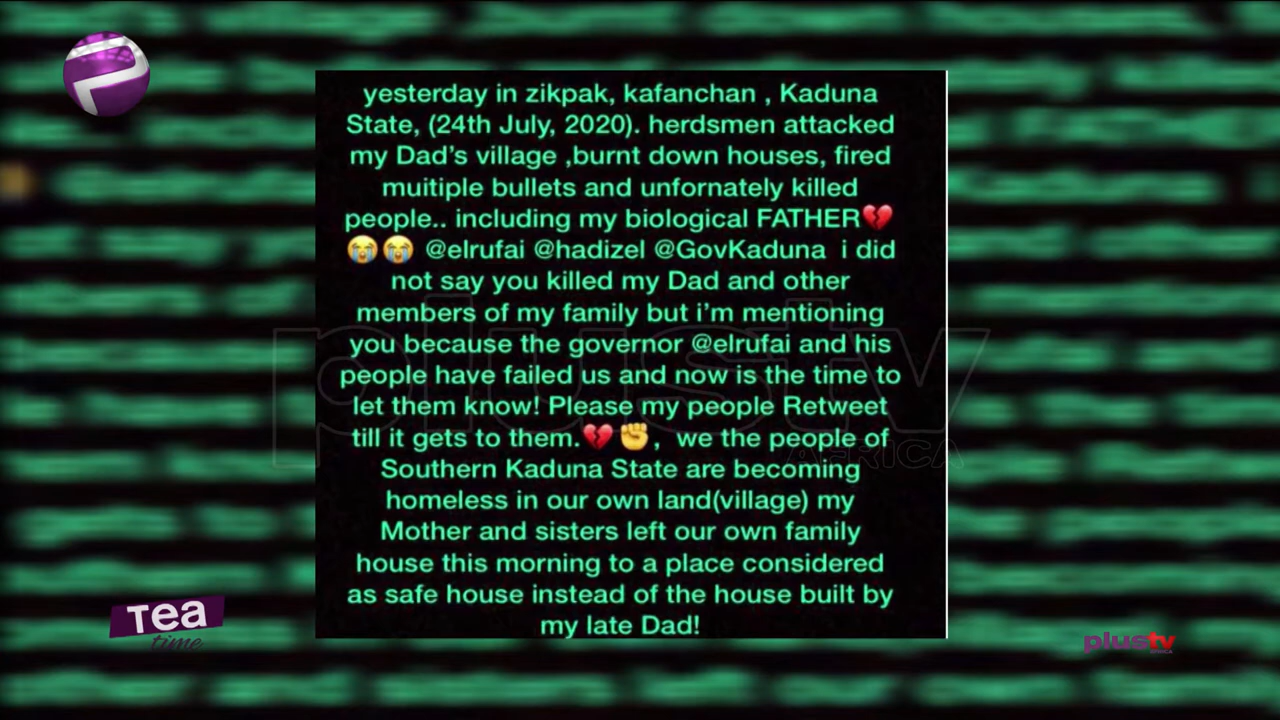 yesterday in zikpak, kafanchan , Kaduna
State, (24th July, 2020). herdsmen attacked
my Dad's village ,burnt down houses, fired
muitiple bullets and unfornately killed
people.. including my biological FATHER💔
😭😭 @elrufai @hadizel @GovKaduna i did
not say you killed my Dad and other
members of my family but i'm mentioning
you because the governor @elrufai and his
people have failed us and now is the time to
let them know! Please my people Retweet
till it gets to them.💔✊, we the people of
Southern Kaduna State are becoming
homeless in our own land(village) my
Mother and sisters left our own family
house this morning to a place considered
as safe house instead of the house built by
my late Dad!
plustv
AFRICA
Tea
time
plustv
AFRICA